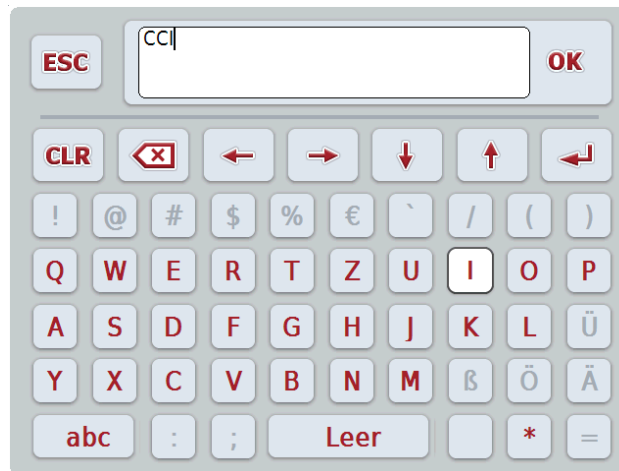 ESC
CCI
OK
CLR
! @ # $ % € ` / ( )
Q W E R T Z U I O P
A S D F G H J K L Ü
Y X C V B N M ß Ö Ä
abc : ; Leer * =